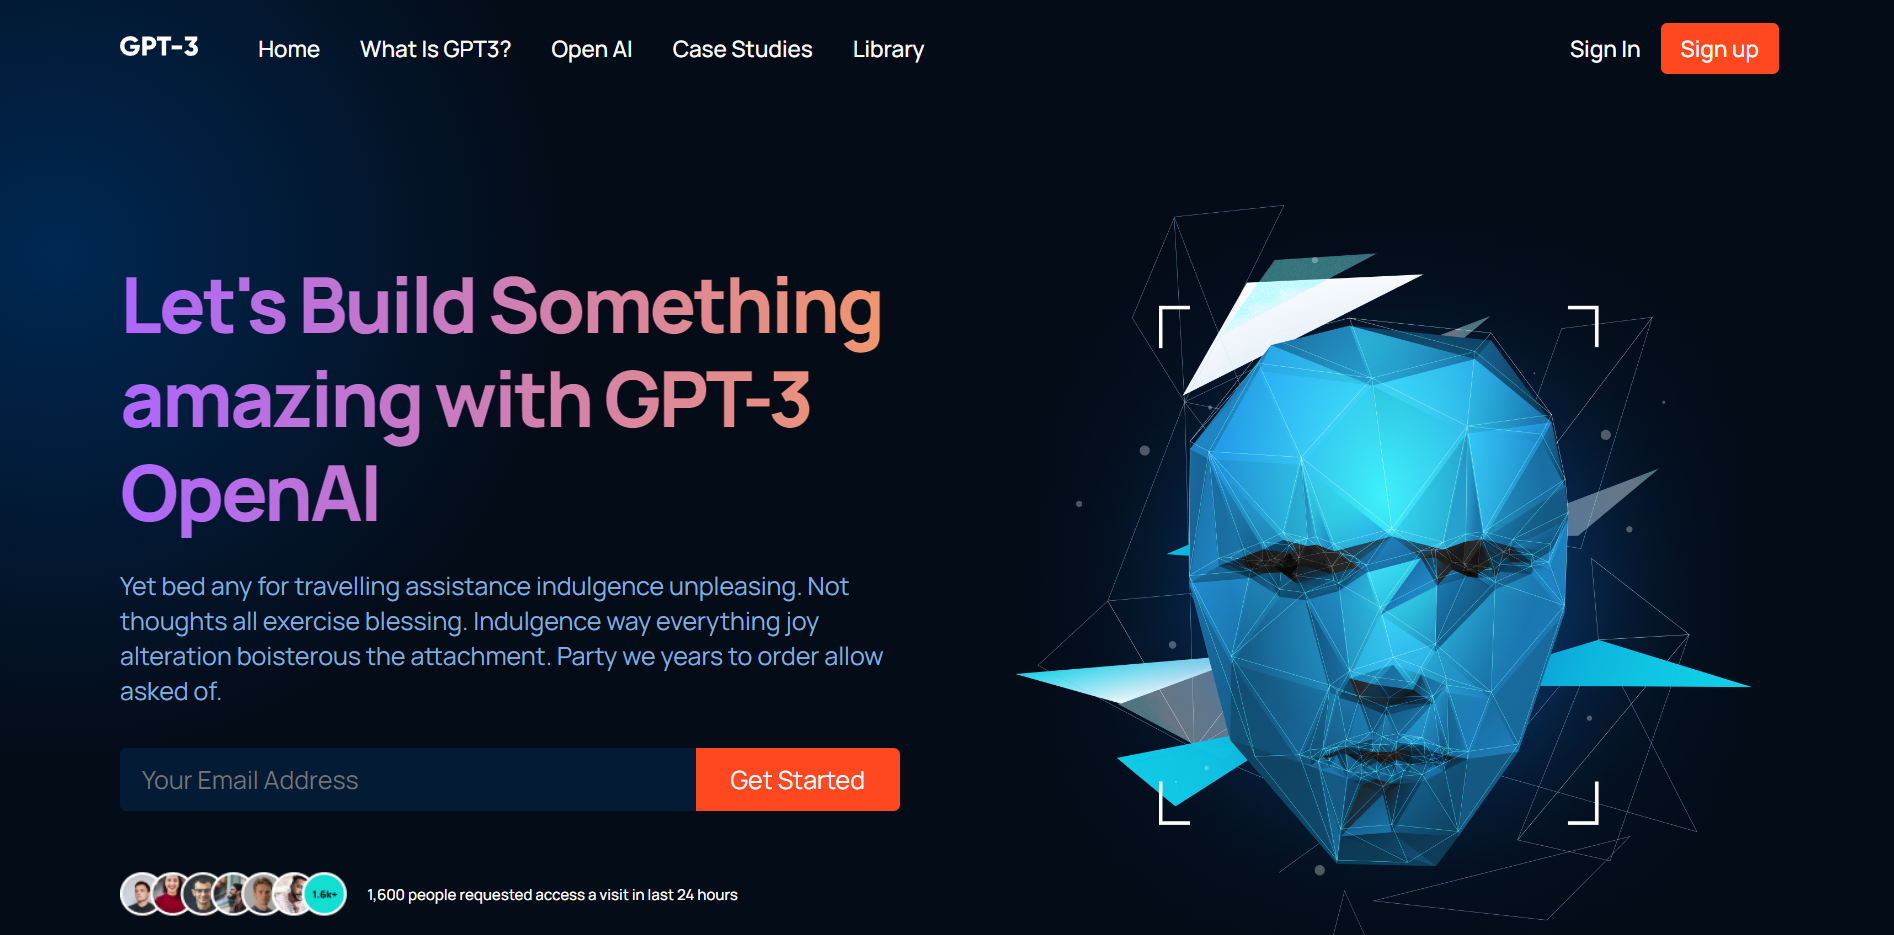 GPT-3
Home What Is GPT3? Open AI Case Studies Library
Sign In Sign up
Let's Build Something
amazing with GPT-3
OpenAI
Yet bed any for travelling assistance indulgence unpleasing. Not
thoughts all exercise blessing. Indulgence way everything joy
alteration boisterous the attachment. Party we years to order allow
asked of.
Your Email Address Get Started
1.6k+ 1,600 people requested access a visit in last 24 hours